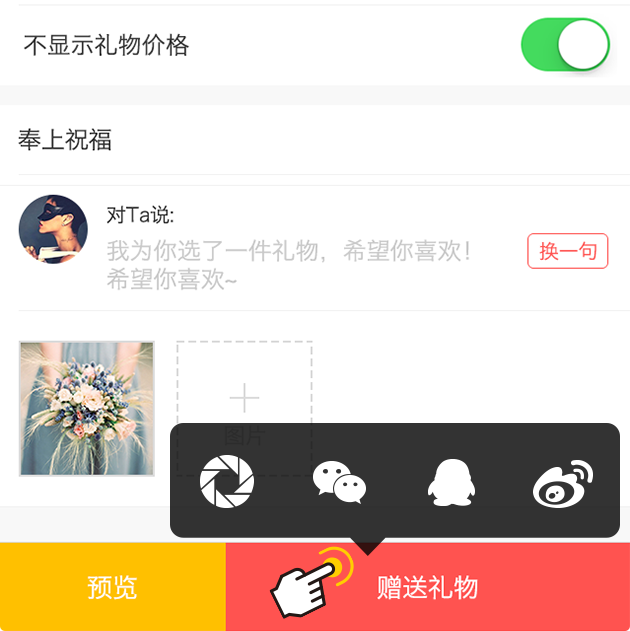 不显示礼物价格
奉上祝福
对Ta说:
我为你选了一件礼物，希望你喜欢！
希望你喜欢~
换一句
图片
预览
赠送礼物